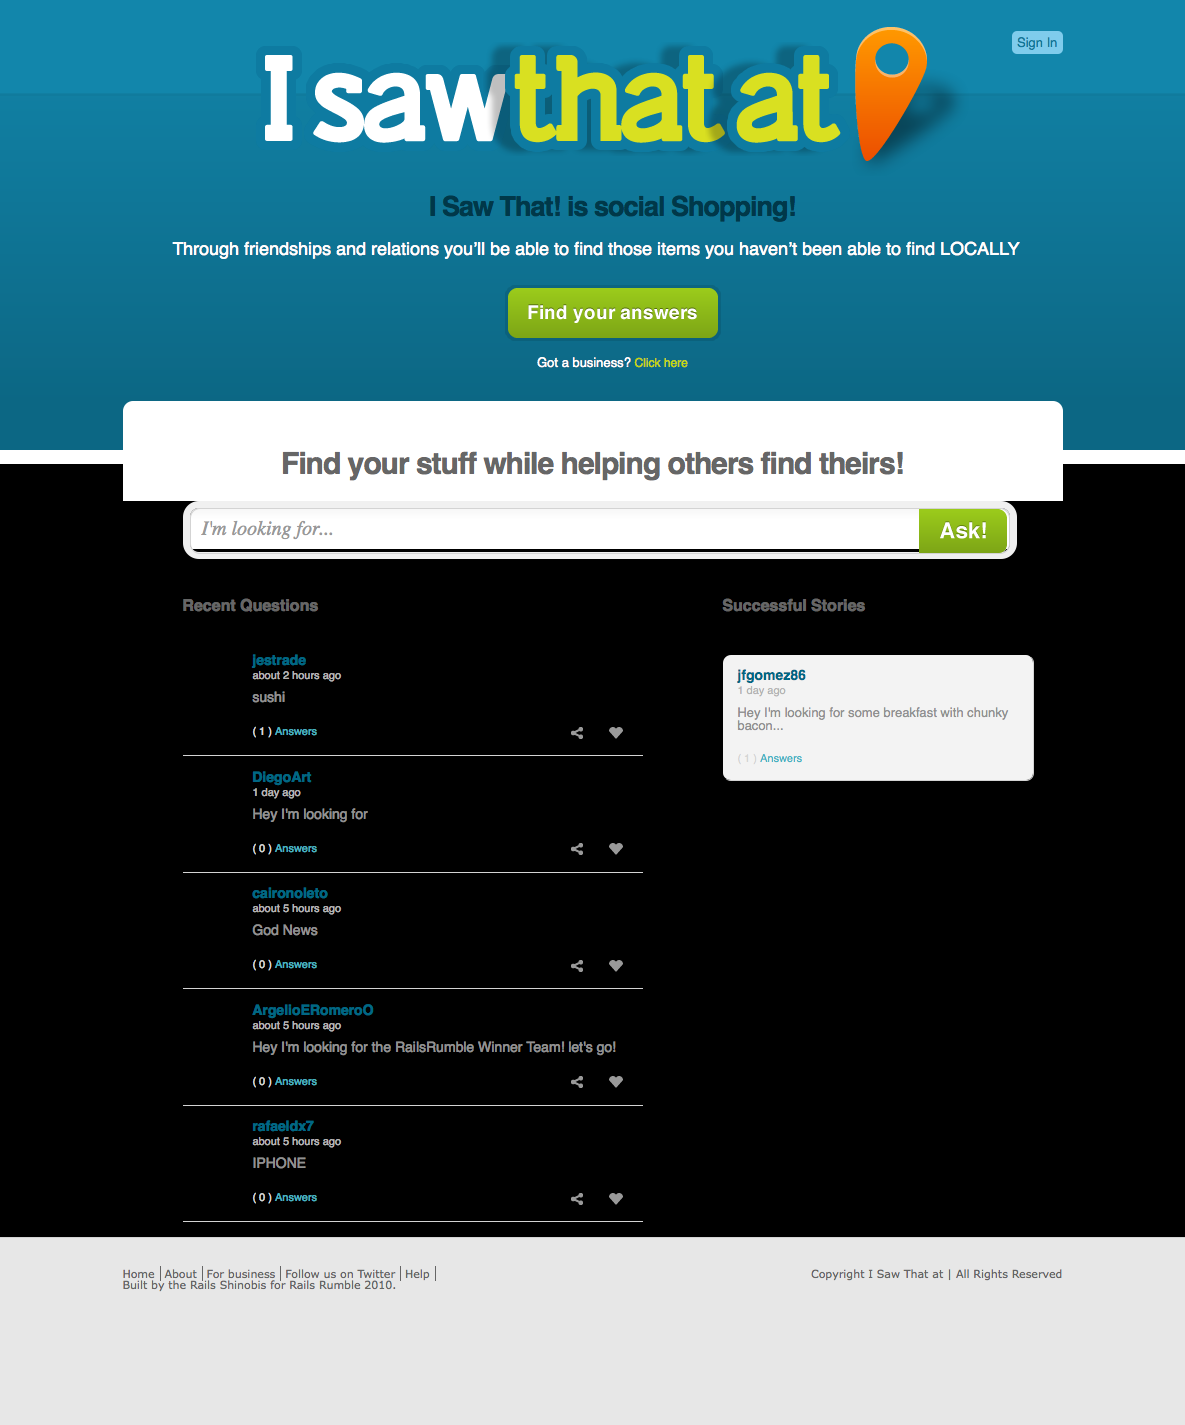 I saw that at
Sign In
I Saw That! is social Shopping!
Through friendships and relations you’ll be able to find those items you haven’t been able to find LOCALLY
Find your answers
Got a business? Click here
Find your stuff while helping others find theirs!
I'm looking for...
Ask!
Recent Questions
jestrade
about 2 hours ago
sushi
( 1 ) Answers
DiegoArt
1 day ago
Hey I'm looking for
( 0 ) Answers
caironoleto
about 5 hours ago
God News
( 0 ) Answers
ArgelioERomeroO
about 5 hours ago
Hey I'm looking for the RailsRumble Winner Team! let's go!
( 0 ) Answers
rafaeldx7
about 5 hours ago
IPHONE
( 0 ) Answers
Successful Stories
jfgomez86
1 day ago
Hey I'm looking for some breakfast with chunky
bacon...
( 1 ) Answers
Home | About | For business | Follow us on Twitter | Help |
Built by the Rails Shinobis for Rails Rumble 2010.
Copyright I Saw That at | All Rights Reserved